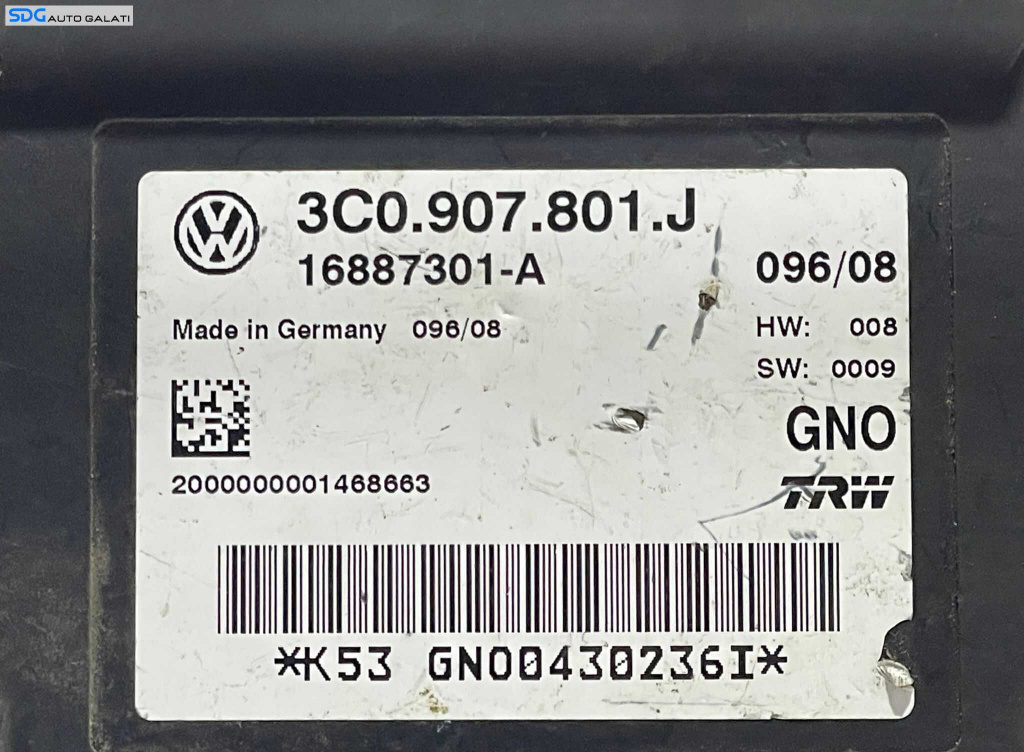 SDG AUTO GALATI
3C0.907.801.J
16887301-A
096/08
Made in Germany 096/08
HW: 008
SW: 0009
GNO
2000000001468663
TRW
*K53 GNO0430236I*